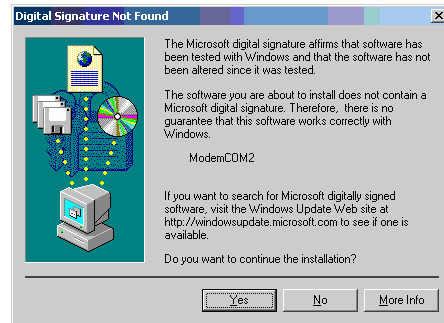 Digital Signature Not Found
The Microsoft digital signature affirms that software has
been tested with Windows and that the software has not
been altered since it was tested.
The software you are about to install does not contain a
Microsoft digital signature. Therefore, there is no
guarantee that this software works correctly with
Windows.
ModemCOM2
If you want to search for Microsoft digitally signed
software, visit the Windows Update Web site at
http://windowsupdate.microsoft.com to see if one is
available.
Do you want to continue the installation?
Yes No More Info